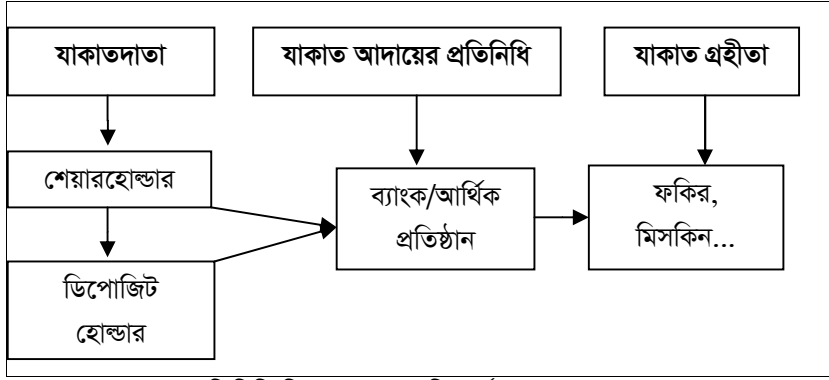 যাকাতদাতা
যাকাত আদায়ের প্রতিনিধি
যাকাত গ্রহীতা
শেয়ারহোল্ডার
ব্যাংক/আর্থিক
প্রতিষ্ঠান
ফকির,
মিসকিন...
ডিপোজিট
হোল্ডার